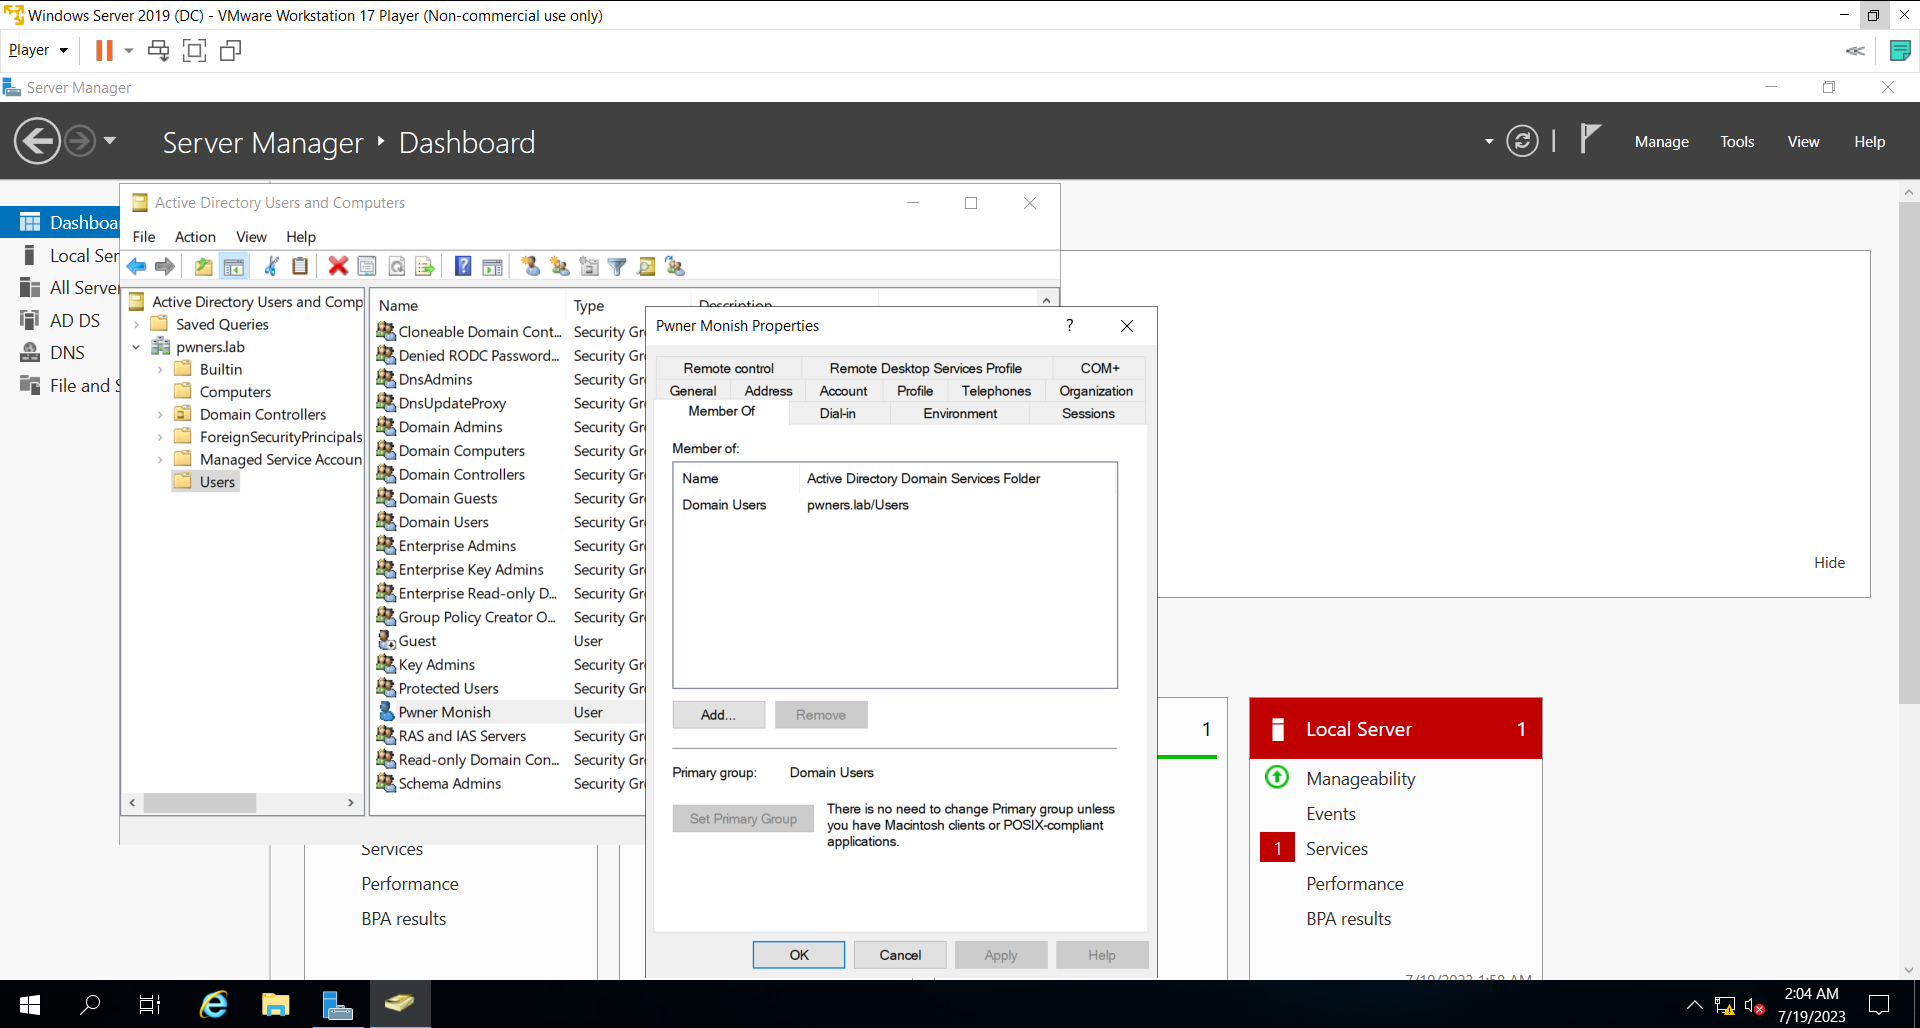 Windows Server 2019 (DC) - VMware Workstation 17 Player (Non-commercial use only)
Player
Server Manager
Server Manager Dashboard
Manage Tools View Help
Dashboa
Local Ser
All Server
AD DS
DNS
File and S
Active Directory Users and Computers
File Action View Help
Active Directory Users and Comp
Saved Queries
pwners.lab
Builtin
Computers
Domain Controllers
ForeignSecurityPrincipals
Managed Service Accoun
Users
Name Type Description
Cloneable Domain Cont... Security Gr
Denied RODC Password... Security Gr
DnsAdmins Security Gr
DnsUpdateProxy Security Gr
Domain Admins Security Gr
Domain Computers Security Gr
Domain Controllers Security Gr
Domain Guests Security Gr
Domain Users Security Gr
Enterprise Admins Security Gr
Enterprise Key Admins Security Gr
Enterprise Read-only D... Security Gr
Group Policy Creator O... Security Gr
Guest User
Key Admins Security Gr
Protected Users Security Gr
Pwner Monish User
RAS and IAS Servers Security Gr
Read-only Domain Con... Security Gr
Schema Admins Security Gr
Pwner Monish Properties ?
Remote control Remote Desktop Services Profile COM+
General Address Account Profile Telephones Organization
Member Of Dial-in Environment Sessions
Member of:
Name Active Directory Domain Services Folder
Domain Users pwners.lab/Users
Add... Remove
Primary group: Domain Users
Set Primary Group
There is no need to change Primary group unless
you have Macintosh clients or POSIX-compliant
applications.
OK Cancel Apply Help
Hide
Services
Performance
BPA results
1
Local Server 1
Manageability
Events
1 Services
Performance
BPA results
7/19/2023 1:58 AM
2:04 AM
7/19/2023